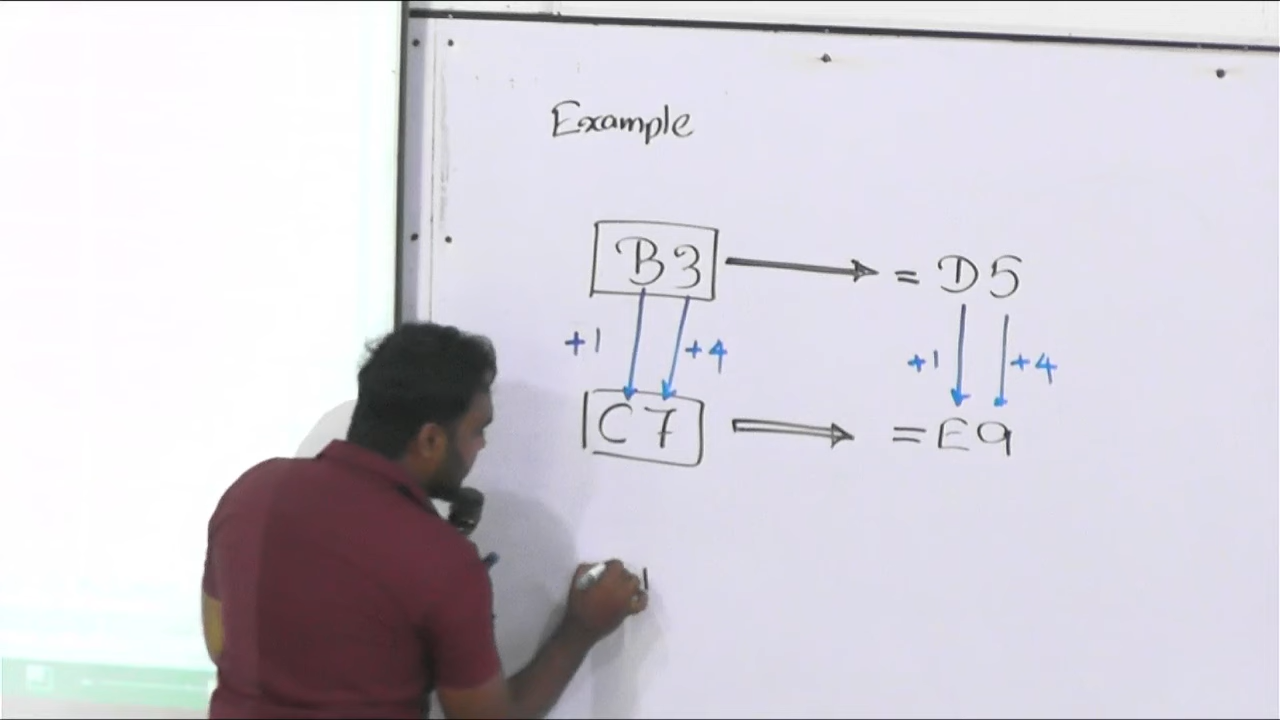 Example
B3 = D5
+1 +4 +1 +4
C7 = E9